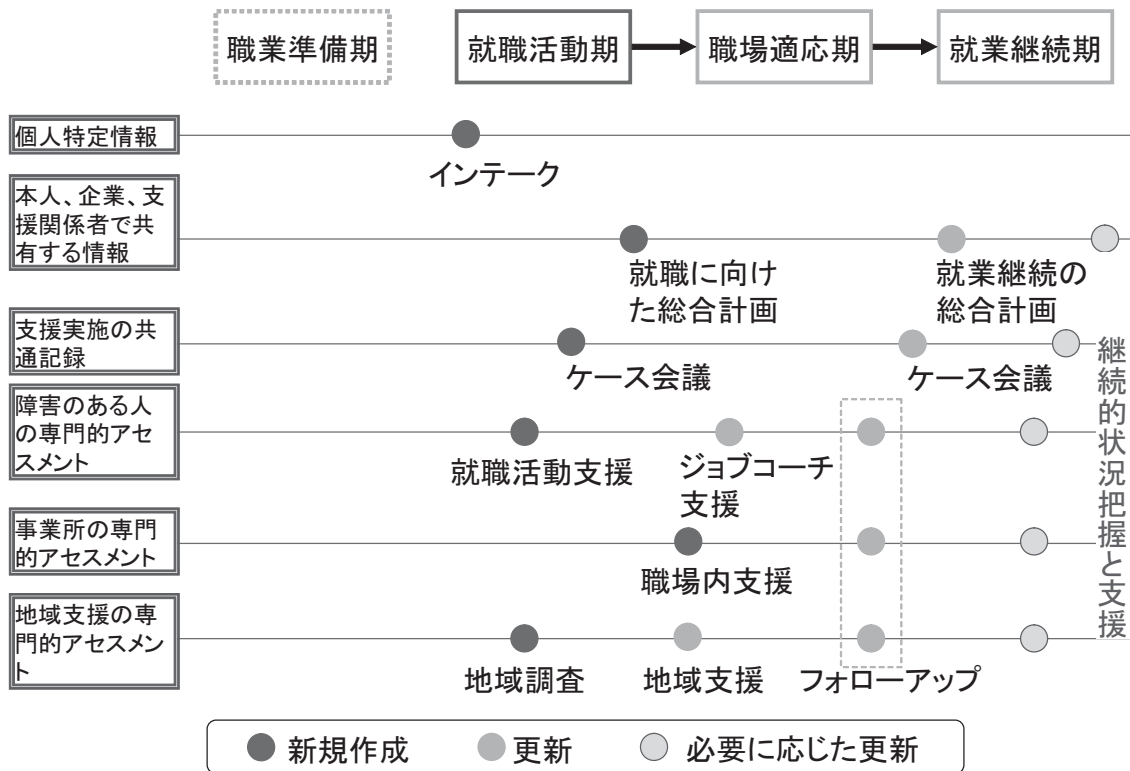 職業準備期
就職活動期
職場適応期
就業継続期
個人特定情報
インテーク
本人、企業、支
援関係者で共
有する情報
就職に向け
た総合計画
就業継続の
総合計画
支援実施の共
通記録
ケース会議
ケース会議
障害のある人
の専門的アセ
スメント
就職活動支援
ジョブコーチ
支援
事業所の専門
的アセスメント
職場内支援
地域支援の専
門的アセスメン
ト
地域調査
地域支援
フォローアップ
継続的状況把握と支援
新規作成
更新
必要に応じた更新